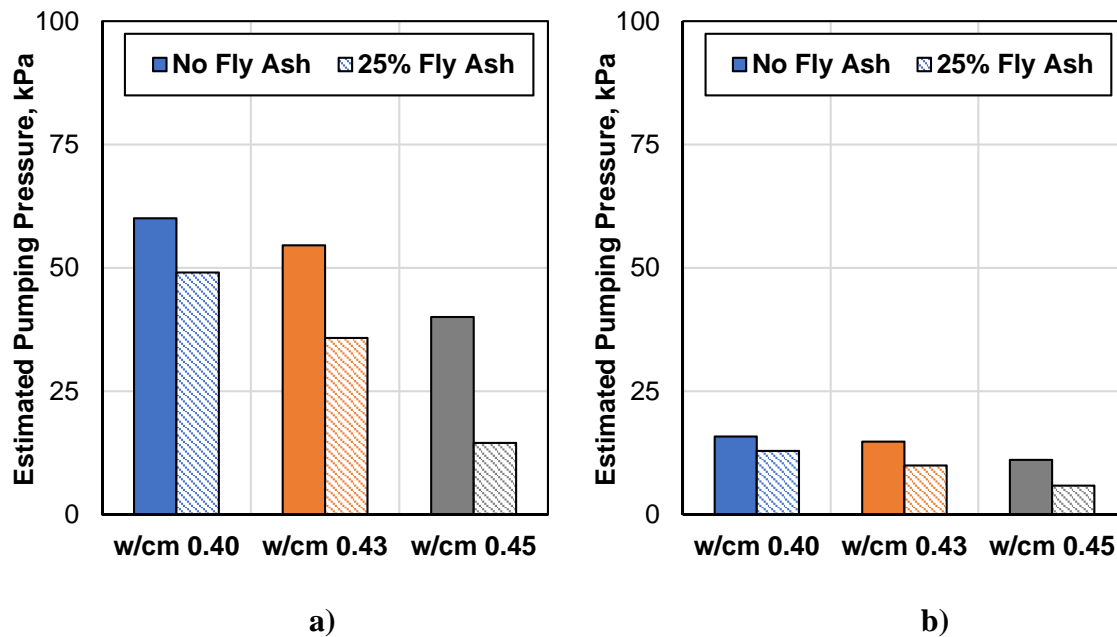 Estimated Pumping Pressure, kPa
100
75
50
25
0
No Fly Ash 25% Fly Ash
w/cm 0.40 w/cm 0.43 w/cm 0.45
a)
Estimated Pumping Pressure, kPa
100
75
50
25
0
No Fly Ash 25% Fly Ash
w/cm 0.40 w/cm 0.43 w/cm 0.45
b)